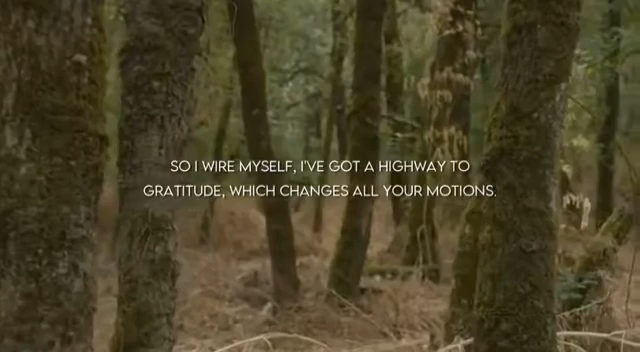 SO I WIRE MYSELF, I'VE GOT A HIGHWAY TO
GRATITUDE, WHICH CHANGES ALL YOUR MOTIONS.